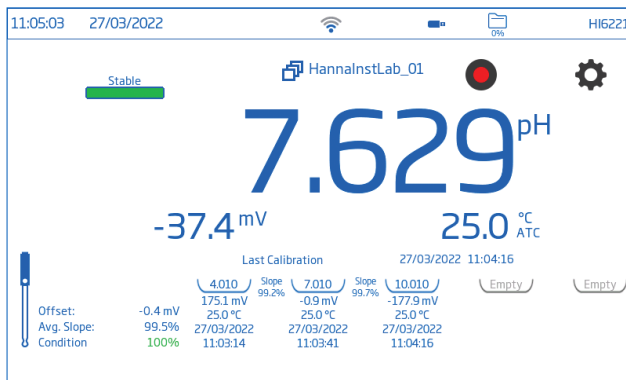 11:05:03 27/03/2022 0% HI6221
Stable HannaInstLab_01
7.629 pH
-37.4 mV 25.0 °C ATC
Last Calibration 27/03/2022 11:04:16
4.010 Slope 99.2% 7.010 Slope 99.7% 10.010 Empty Empty
175.1 mV -0.9 mV -177.9 mV
Offset: -0.4 mV 25.0 °C 25.0 °C 25.0 °C
Avg. Slope: 99.5% 27/03/2022 27/03/2022 27/03/2022
Condition 100% 11:03:14 11:03:41 11:04:16